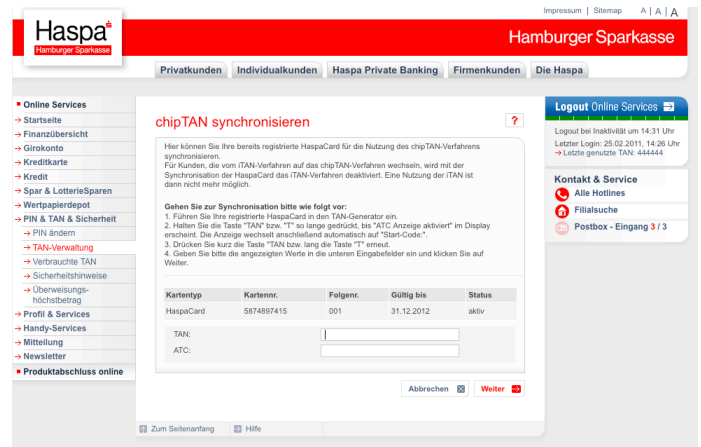 Impressum | Sitemap A | A | A
Haspa
Hamburger Sparkasse
Hamburger Sparkasse
Privatkunden Individualkunden Haspa Private Banking Firmenkunden Die Haspa
Online Services
Startseite
Finanzübersicht
Girokonto
Kreditkarte
Kredit
Spar & LotterieSparen
Wertpapierdepot
PIN & TAN & Sicherheit
PIN ändern
TAN-Verwaltung
Verbrauchte TAN
Sicherheitshinweise
Überweisungs-
höchstbetrag
Profil & Services
Handy-Services
Mitteilung
Newsletter
Produktabschluss online
chipTAN synchronisieren ?
Hier können Sie Ihre bereits registrierte HaspaCard für die Nutzung des chipTAN-Verfahrens
synchronisieren.
Für Kunden, die vom iTAN-Verfahren auf das chipTAN-Verfahren wechseln, wird mit der
Synchronisation der HaspaCard das iTAN-Verfahren deaktiviert. Eine Nutzung der iTAN ist
dann nicht mehr möglich.
Gehen Sie zur Synchronisation bitte wie folgt vor:
1. Führen Sie Ihre registrierte HaspaCard in den TAN-Generator ein.
2. Halten Sie die Taste "TAN" bzw. "T" so lange gedrückt, bis "ATC Anzeige aktiviert" im Display
erscheint. Die Anzeige wechselt anschließend automatisch auf "Start-Code:".
3. Drücken Sie kurz die Taste "TAN bzw. lang die Taste "T" erneut.
4. Geben Sie bitte die angezeigten Werte in die unteren Eingabefelder ein und klicken Sie auf
Weiter.
Kartentyp Kartennr. Folgenr. Gültig bis Status
HaspaCard 5874897415 001 31.12.2012 aktiv
TAN:
ATC:
Abbrechen Weiter
Zum Seitenanfang Hilfe
Logout Online Services
Logout bei Inaktivität um 14:31 Uhr
Letzter Login: 25.02.2011, 14:26 Uhr
Letzte genutzte TAN: 444444
Kontakt & Service
Alle Hotlines
Filialsuche
Postbox - Eingang 3 / 3